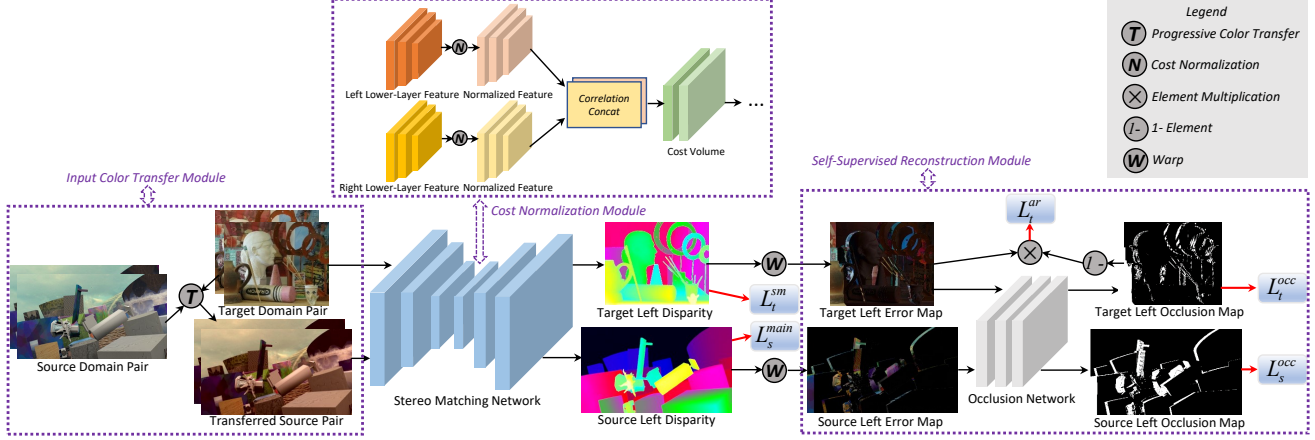 Legend
T Progressive Color Transfer
N Cost Normalization
× Element Multiplication
1- 1- Element
W Warp
N
N
Left Lower-Layer Feature
Normalized Feature
Correlation
Concat
...
Cost Volume
Right Lower-Layer Feature
Normalized Feature
Input Color Transfer Module
Cost Normalization Module
Self-Supervised Reconstruction Module
T
Source Domain Pair
Target Domain Pair
Transferred Source Pair
Stereo Matching Network
Target Left Disparity
Source Left Disparity
W
W
L_t^{sm}
L_s^{main}
L_t^{ar}
×
1-
Target Left Error Map
Source Left Error Map
Occlusion Network
Target Left Occlusion Map
Source Left Occlusion Map
L_t^{occ}
L_s^{occ}